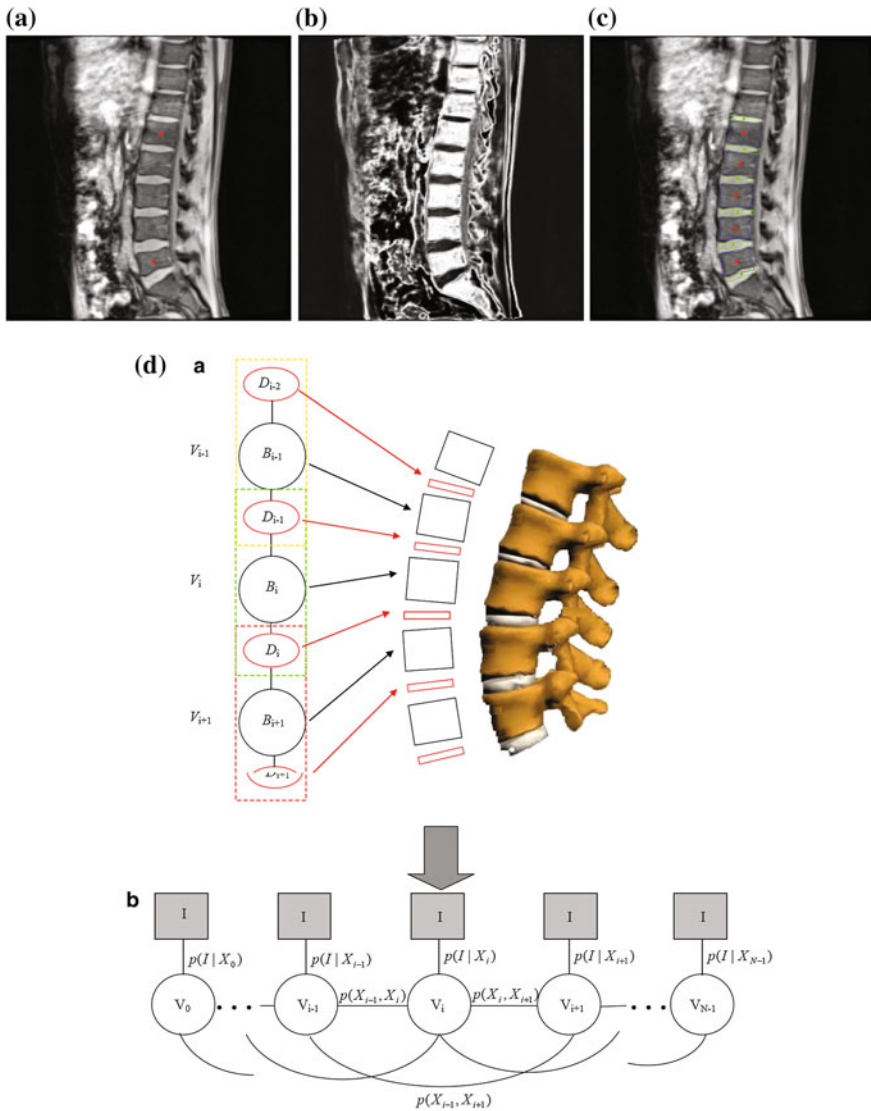 (a) (b) (c)
(d) a
D_{i-2}
V_{i-1} B_{i-1}
D_{i-1}
V_i B_i
D_i
V_{i+1} B_{i+1}
b I I I I I
p(I | X_0) p(I | X_{i-1}) p(I | X_i) p(I | X_{i+1}) p(I | X_{N-1})
p(X_{i-1}, X_i) p(X_i, X_{i+1})
V_0 • • • V_{i-1} V_i V_{i+1} • • • V_{N-1}
p(X_{i-1}, X_{i+1})